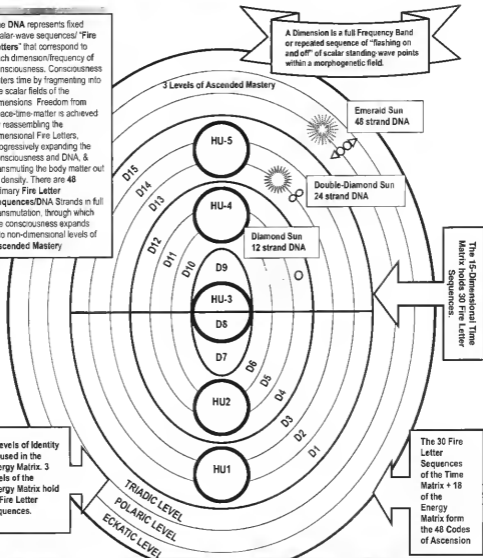 DNA represents fixed
scalar-wave sequences/ "Fire
Letters" that correspond to
each dimension/frequency of
consciousness. Consciousness
enters time by fragmenting into
the scalar fields of the
dimensions Freedom from
space-time-matter is achieved
by reassembling the
dimensional Fire Letters,
progressively expanding the
consciousness and DNA, &
transmuting the body matter out
of density. There are 48
Primary Fire Letter
Sequences/DNA Strands in full
transmutation, through which
the consciousness expands
into non-dimensional levels of
Ascended Mastery
A Dimension is a full Frequency Band
or repeated sequence of "flashing on
and off" of scalar standing-wave points
within a morphogenetic field.
3 Levels of Ascended Mastery
Emerald Sun
48 strand DNA
Double-Diamond Sun
24 strand DNA
Diamond Sun
12 strand DNA
HU-5
HU-4
D15
D14
D13
D12
D11
D10
D9
HU-3
D8
D7
D6
D5
D4
D3
D2
D1
HU2
HU1
The 15-Dimensional Time
Matrix holds 30 Fire Letter
Sequences.
Levels of Identity
used in the
Energy Matrix. 3
of the
Energy Matrix hold
Fire Letter
TRIADIC LEVEL
POLARIC LEVEL
ECKATIC LEVEL
The 30 Fire
Letter
Sequences
of the Time
Matrix + 18
of the
Energy
Matrix form
the 48 Codes
of Ascension